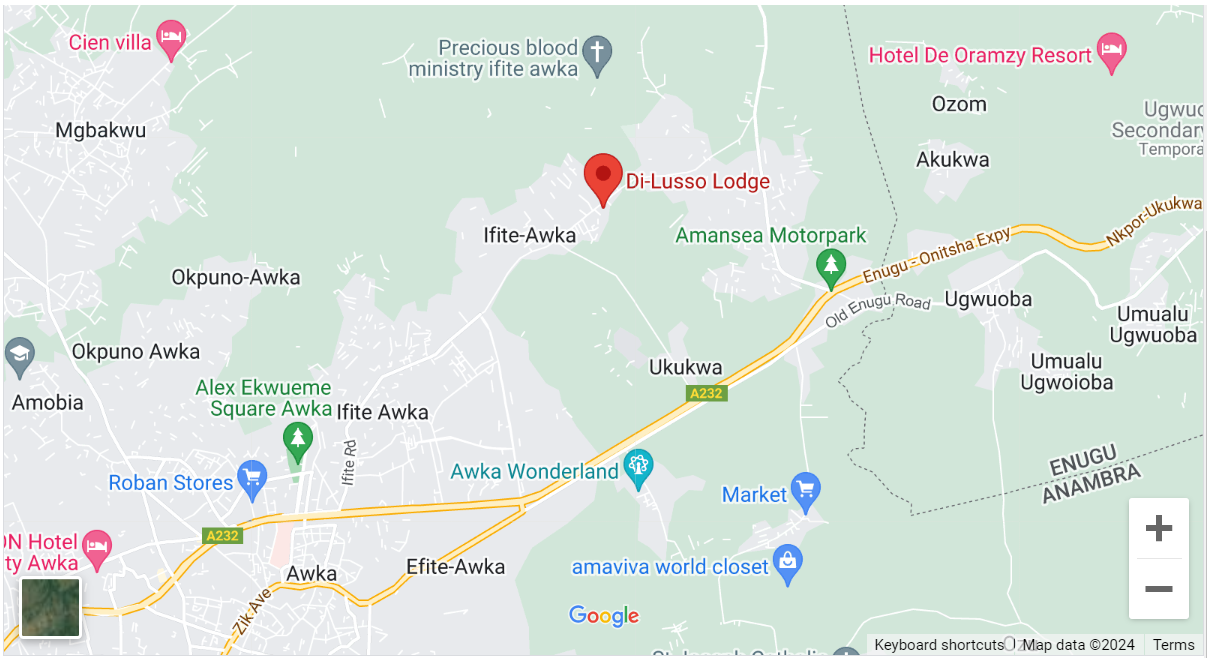 Cien villa
Precious blood
ministry ifite awka
Hotel De Oramzy Resort
Ozom
Mgbakwu
Secondary
Tempora
Akukwa
Di-Lusso Lodge
Nkpor-Ukukwa
Ifite-Awka
Amansea Motorpark
Enugu - Onitsha Expy
Okpuno-Awka
Old Enugu Road
Ugwuoba
Umualu
Ugwuoba
Okpuno Awka
Ukukwa
Umualu
Ugwoioba
Amobia
Alex Ekwueme
Square Awka
Ifite Awka
A232
Ifite Rd
Awka Wonderland
ENUGU
ANAMBRA
Roban Stores
Market
A232
ON Hotel
ty Awka
Awka
Efite-Awka
amaviva world closet
Zik Ave
Google
Keyboard shortcuts
Map data ©2024
Terms